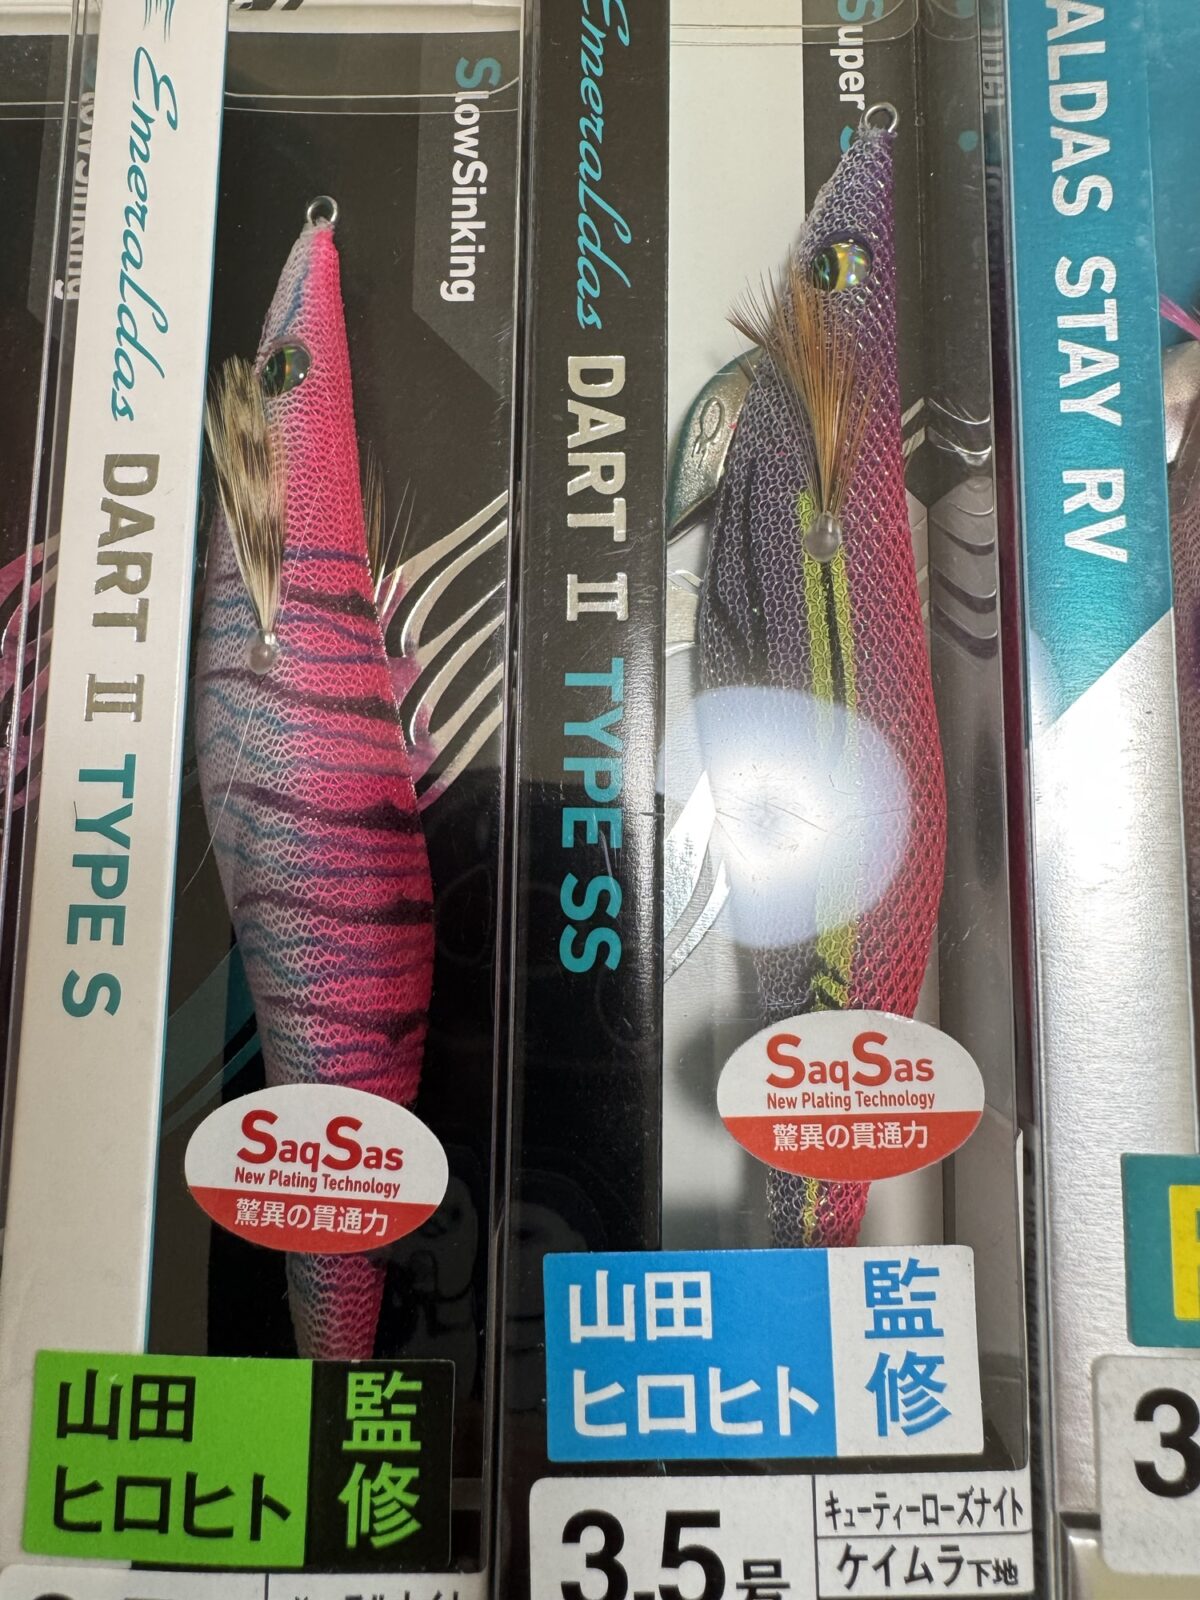 Emeraldas DART II TYPE S
SlowSinking
SaqSas
New Plating Technology
驚異の貫通力
山田
ヒロヒト
監修
Emeraldas DART II TYPE SS
Super
SaqSas
New Plating Technology
驚異の貫通力
山田
ヒロヒト
監修
3.5号
キューティーローズナイト
ケイムラ下地
ALDAS STAY RV
3